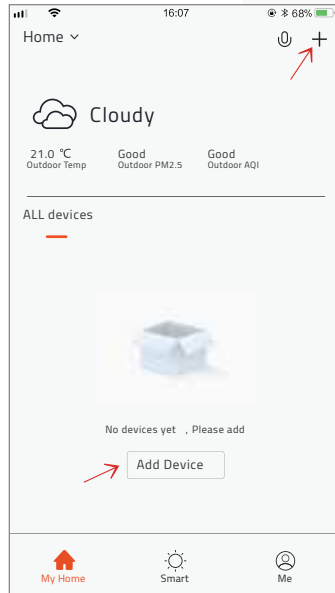 16:07
68%
Home
Cloudy
21.0 ℃ Good Good
Outdoor Temp Outdoor PM2.5 Outdoor AQI
ALL devices
No devices yet , Please add
Add Device
My Home Smart Me